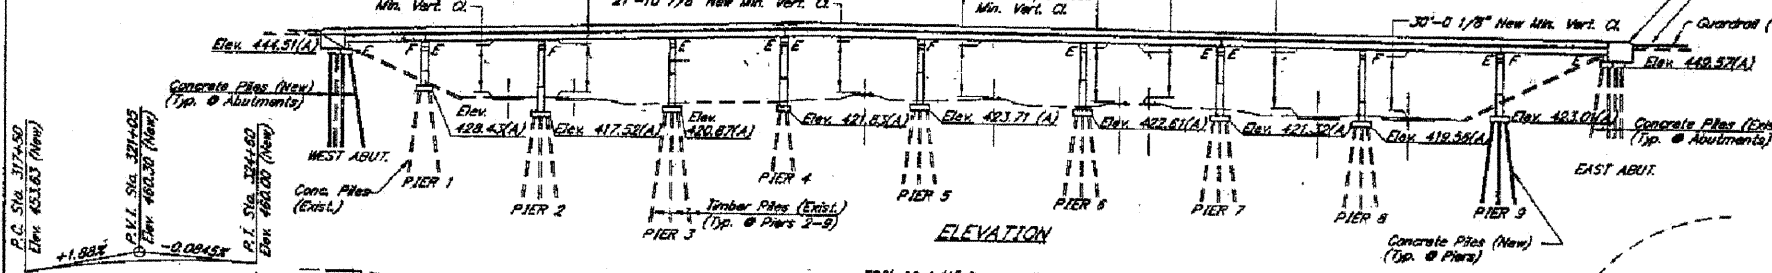 Min. Vert. Cl.
21'-10 7/8" New Min. Vert. Cl.
Min. Vert. Cl.
30'-0 1/8" New Min. Vert. Cl.
Guardrail (
Elev. 444.51(A)
E
E F
E F
E F
E F
E F
E F
E F
E F
E F
E
Elev. 449.57(A)
Concrete Piles (New)
(Typ. @ Abutments)
Elev.
428.43(A)
Elev. 417.52(A)
Elev.
420.67(A)
Elev. 421.83(A)
Elev. 423.71 (A)
Elev. 422.61(A)
Elev. 421.32(A)
Elev. 419.58(A)
Elev. 423.01(A)
Concrete Piles (Exis
(Typ. @ Abutments)
WEST ABUT.
EAST ABUT.
Conc. Piles
(Exist.)
PIER 1
PIER 2
PIER 3
PIER 4
PIER 5
PIER 6
PIER 7
PIER 8
PIER 9
Timber Piles (Exist.)
(Typ. @ Piers 2-9)
ELEVATION
Concrete Piles (New)
(Typ. @ Piers)
P.C. Sta. 317+50
Elev. 453.63 (New)
P.V.I. Sta. 321+05
Elev. 460.30 (New)
P.T. Sta. 324+60
Elev. 460.00 (New)
+1.88%
-0.0845%